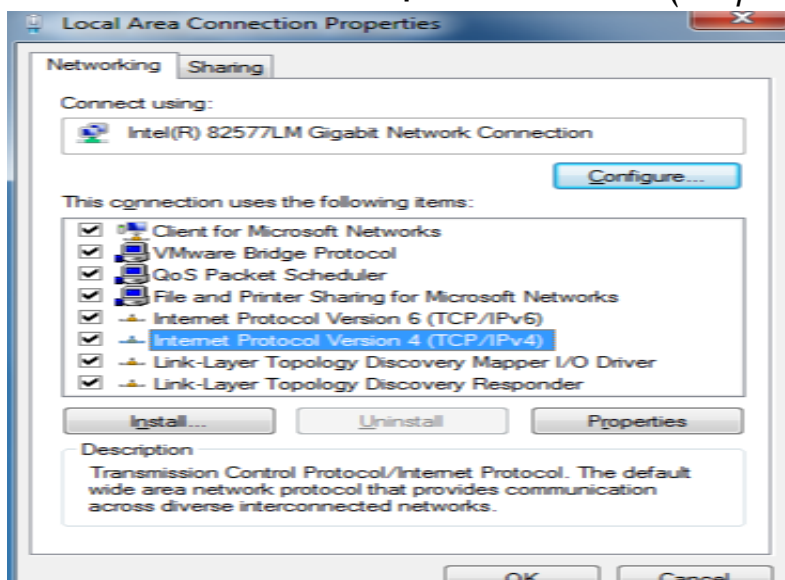 Local Area Connection Properties
Networking Sharing
Connect using:
Intel(R) 82577LM Gigabit Network Connection
Configure...
This connection uses the following items:
Client for Microsoft Networks
VMware Bridge Protocol
QoS Packet Scheduler
File and Printer Sharing for Microsoft Networks
Internet Protocol Version 6 (TCP/IPv6)
Internet Protocol Version 4 (TCP/IPv4)
Link-Layer Topology Discovery Mapper I/O Driver
Link-Layer Topology Discovery Responder
Install... Uninstall Properties
Description
Transmission Control Protocol/Internet Protocol. The default
wide area network protocol that provides communication
across diverse interconnected networks.
OK Cancel